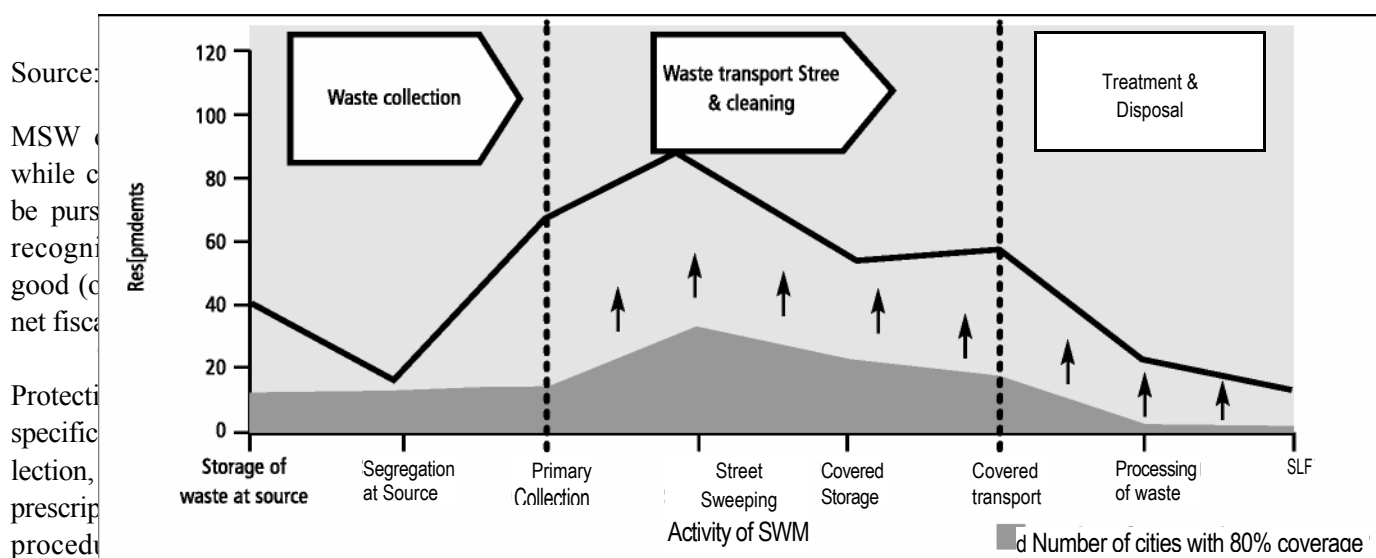 Source:
MSW
while c
be purs
recogni
good (o
net fisca
Protecti
specific
lection,
prescrip
procedu
120
100
80
60
40
20
0
Res[pmdemts
Waste collection
Waste transport Stree
& cleaning
Treatment &
Disposal
Storage of
waste at source
Segregation
at Source
Primary
Collection
Street
Sweeping
Covered
Storage
Covered
transport
Processing
of waste
SLF
Activity of SWM
d Number of cities with 80% coverage